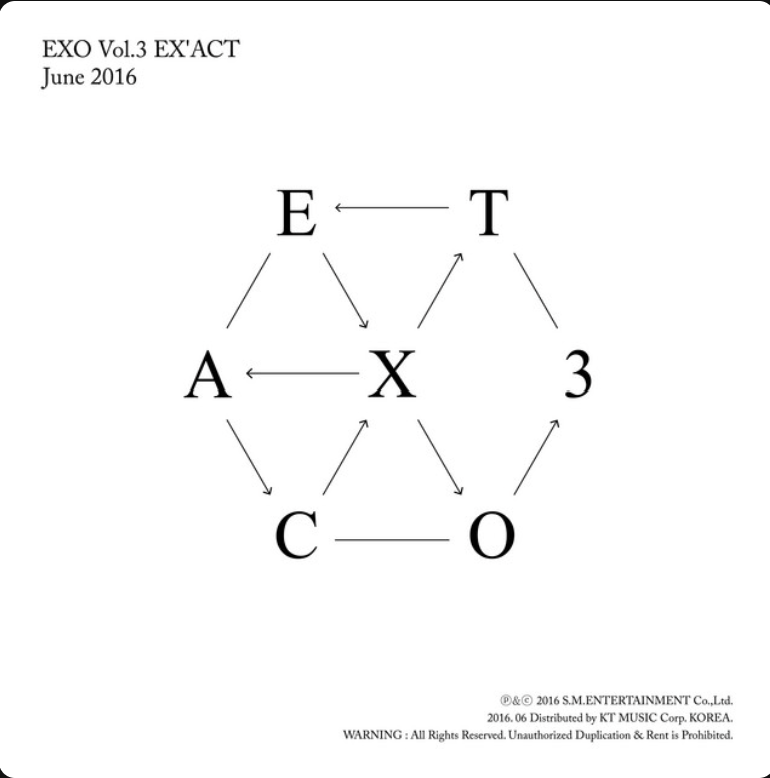 EXO Vol.3 EX'ACT
June 2016
E T
A X 3
C O
Ⓟ&ⓒ 2016 S.M.ENTERTAINMENT Co.,Ltd.
2016. 06 Distributed by KT MUSIC Corp. KOREA.
WARNING : All Rights Reserved. Unauthorized Duplication & Rent is Prohibited.